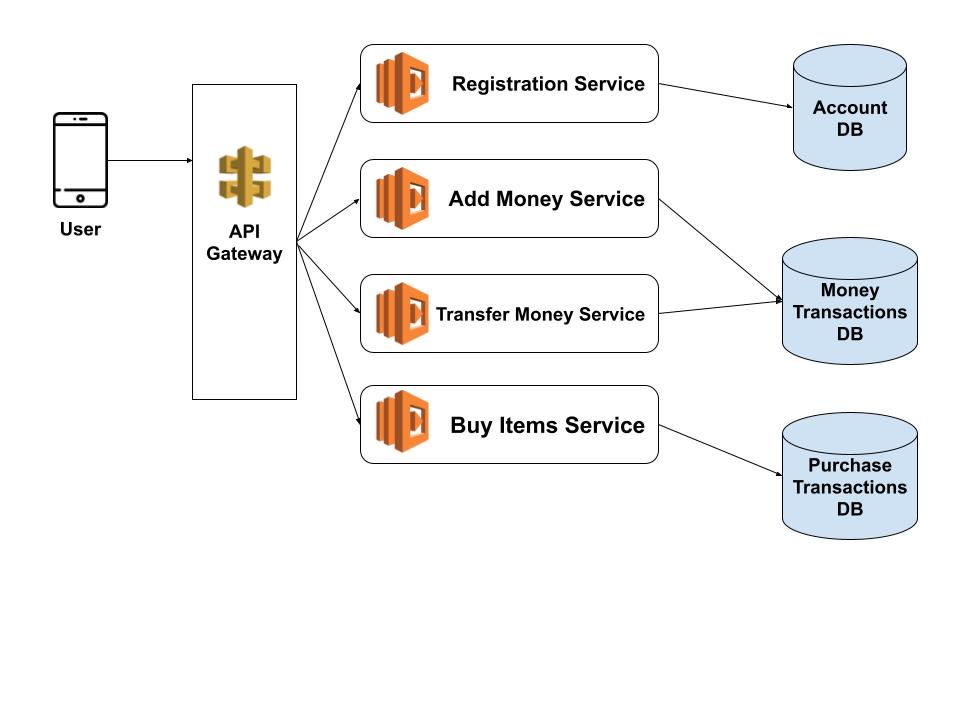 User
API
Gateway
Registration Service
Add Money Service
Transfer Money Service
Buy Items Service
Account
DB
Money
Transactions
DB
Purchase
Transactions
DB